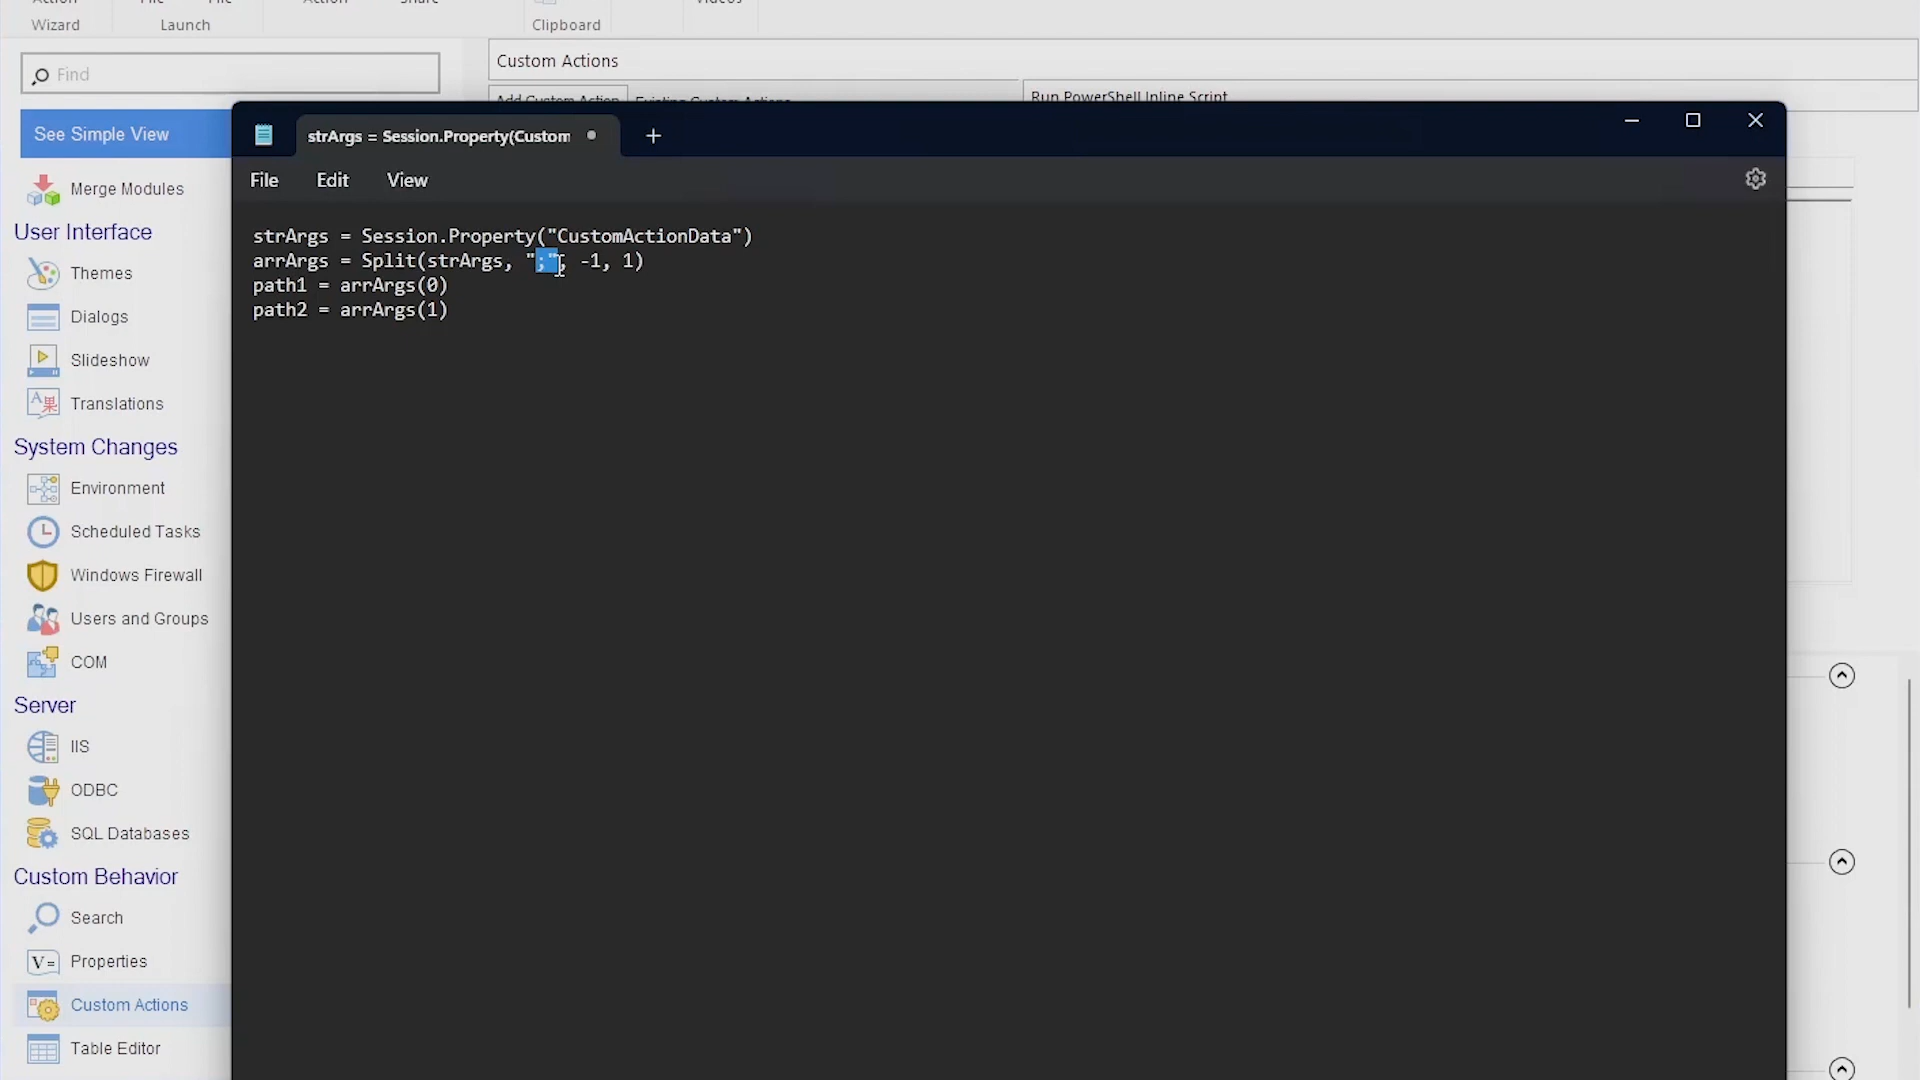 Wizard
Launch
Clipboard
Find
Custom Actions
Run PowerShell Inline Script
See Simple View
strArgs = Session.Property(Custom
File
Edit
View
Merge Modules
User Interface
Themes
Dialogs
Slideshow
Translations
System Changes
Environment
Scheduled Tasks
Windows Firewall
Users and Groups
COM
Server
IIS
ODBC
SQL Databases
Custom Behavior
Search
Properties
Custom Actions
Table Editor
strArgs = Session.Property("CustomActionData")
arrArgs = Split(strArgs, ";", -1, 1)
path1 = arrArgs(0)
path2 = arrArgs(1)